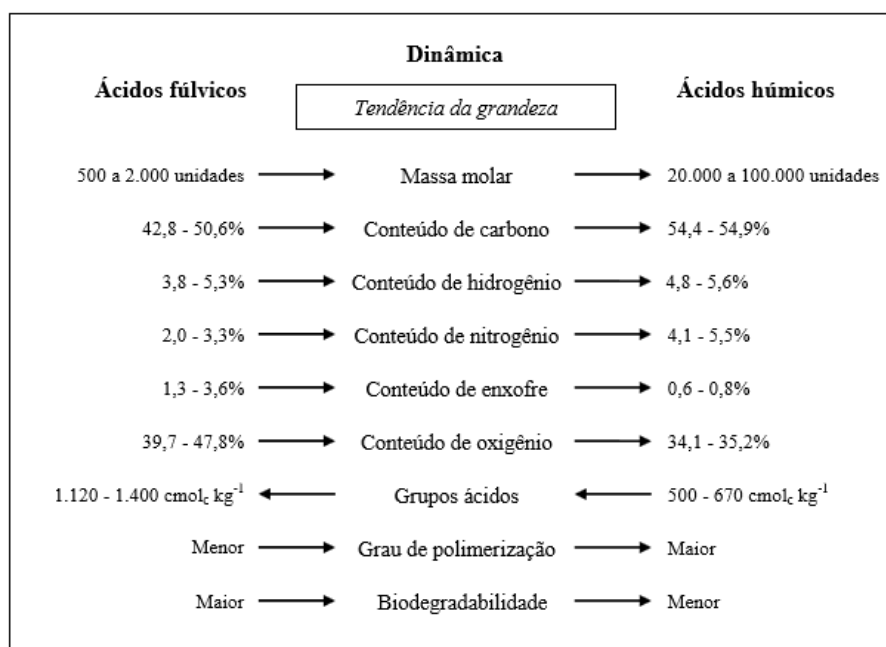 Dinâmica
Ácidos fúlvicos Ácidos húmicos
Tendência da grandeza
500 a 2.000 unidades Massa molar 20.000 a 100.000 unidades
42,8 - 50,6% Conteúdo de carbono 54,4 - 54,9%
3,8 - 5,3% Conteúdo de hidrogênio 4,8 - 5,6%
2,0 - 3,3% Conteúdo de nitrogênio 4,1 - 5,5%
1,3 - 3,6% Conteúdo de enxofre 0,6 - 0,8%
39,7 - 47,8% Conteúdo de oxigênio 34,1 - 35,2%
1.120 - 1.400 cmolc kg-1 Grupos ácidos 500 - 670 cmolc kg-1
Menor Grau de polimerização Maior
Maior Biodegradabilidade Menor